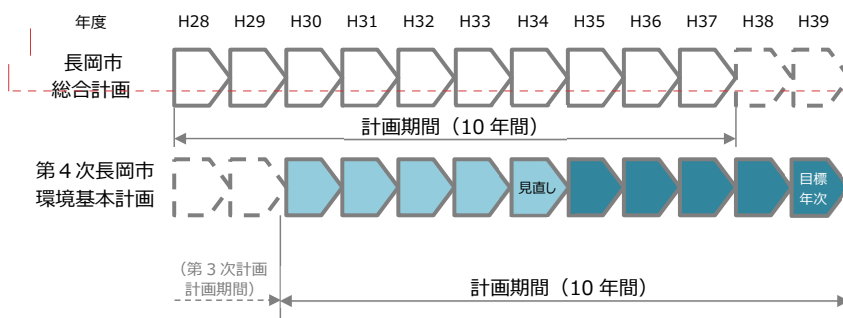 年度 H28 H29 H30 H31 H32 H33 H34 H35 H36 H37 H38 H39
長岡市
総合計画
計画期間（10 年間）
第４次長岡市
環境基本計画
見直し
目標
年次
（第３次計画
計画期間）
計画期間（10 年間）